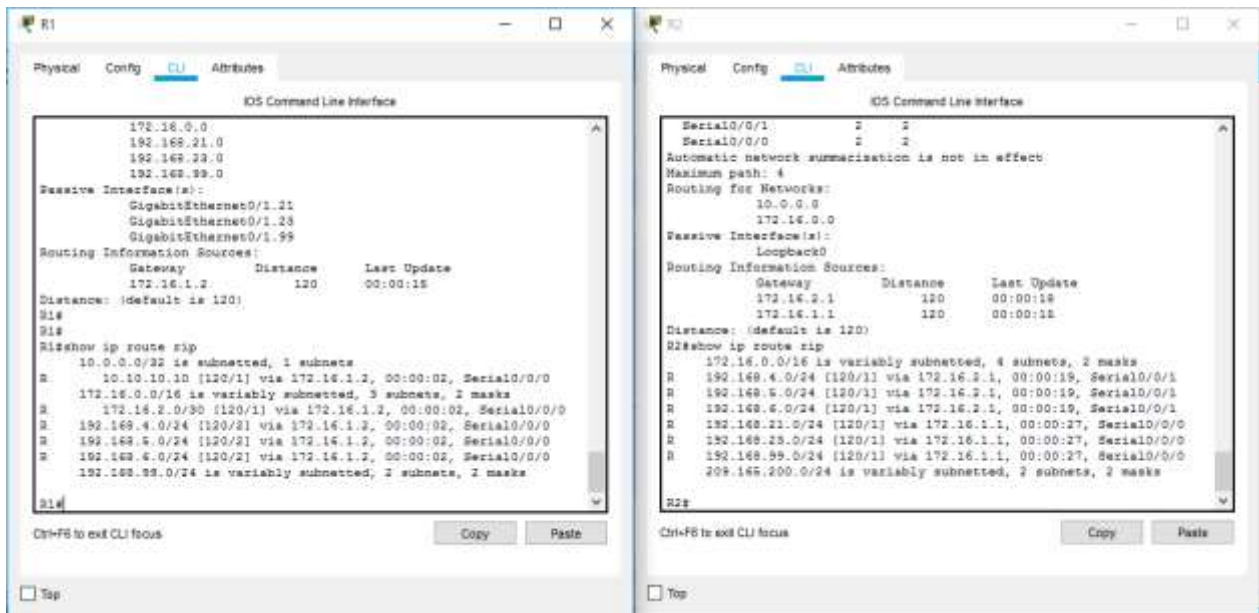 R1
Physical Config CLI Attributes
IOS Command Line Interface
172.16.0.0
192.168.21.0
192.168.23.0
192.168.99.0
Passive Interface(s):
GigabitEthernet0/1.21
GigabitEthernet0/1.23
GigabitEthernet0/1.99
Routing Information Sources:
Gateway Distance Last Update
172.16.1.2 120 00:00:15
Distance: (default is 120)
R1#
R1#
R1#show ip route rip
10.0.0.0/32 is subnetted, 1 subnets
R 10.10.10.10 [120/1] via 172.16.1.2, 00:00:02, Serial0/0/0
172.16.0.0/16 is variably subnetted, 3 subnets, 2 masks
R 172.16.2.0/30 [120/1] via 172.16.1.2, 00:00:02, Serial0/0/0
R 192.168.4.0/24 [120/2] via 172.16.1.2, 00:00:02, Serial0/0/0
R 192.168.5.0/24 [120/2] via 172.16.1.2, 00:00:02, Serial0/0/0
R 192.168.6.0/24 [120/2] via 172.16.1.2, 00:00:02, Serial0/0/0
192.168.99.0/24 is variably subnetted, 2 subnets, 2 masks
R1#
Ctrl+F6 to exit CLI focus
Copy Paste
Top
R2
Physical Config CLI Attributes
IOS Command Line Interface
Serial0/0/1 2 2
Serial0/0/0 2 2
Automatic network summarization is not in effect
Maximum path: 4
Routing for Networks:
10.0.0.0
172.16.0.0
Passive Interface(s):
Loopback0
Routing Information Sources:
Gateway Distance Last Update
172.16.2.1 120 00:00:18
172.16.1.1 120 00:00:18
Distance: (default is 120)
R2#show ip route rip
172.16.0.0/16 is variably subnetted, 4 subnets, 2 masks
R 192.168.4.0/24 [120/1] via 172.16.2.1, 00:00:19, Serial0/0/1
R 192.168.5.0/24 [120/1] via 172.16.2.1, 00:00:19, Serial0/0/1
R 192.168.6.0/24 [120/1] via 172.16.2.1, 00:00:19, Serial0/0/1
R 192.168.21.0/24 [120/1] via 172.16.1.1, 00:00:27, Serial0/0/0
R 192.168.23.0/24 [120/1] via 172.16.1.1, 00:00:27, Serial0/0/0
R 192.168.99.0/24 [120/1] via 172.16.1.1, 00:00:27, Serial0/0/0
209.165.200.0/24 is variably subnetted, 2 subnets, 2 masks
R2#
Ctrl+F6 to exit CLI focus
Copy Paste
Top